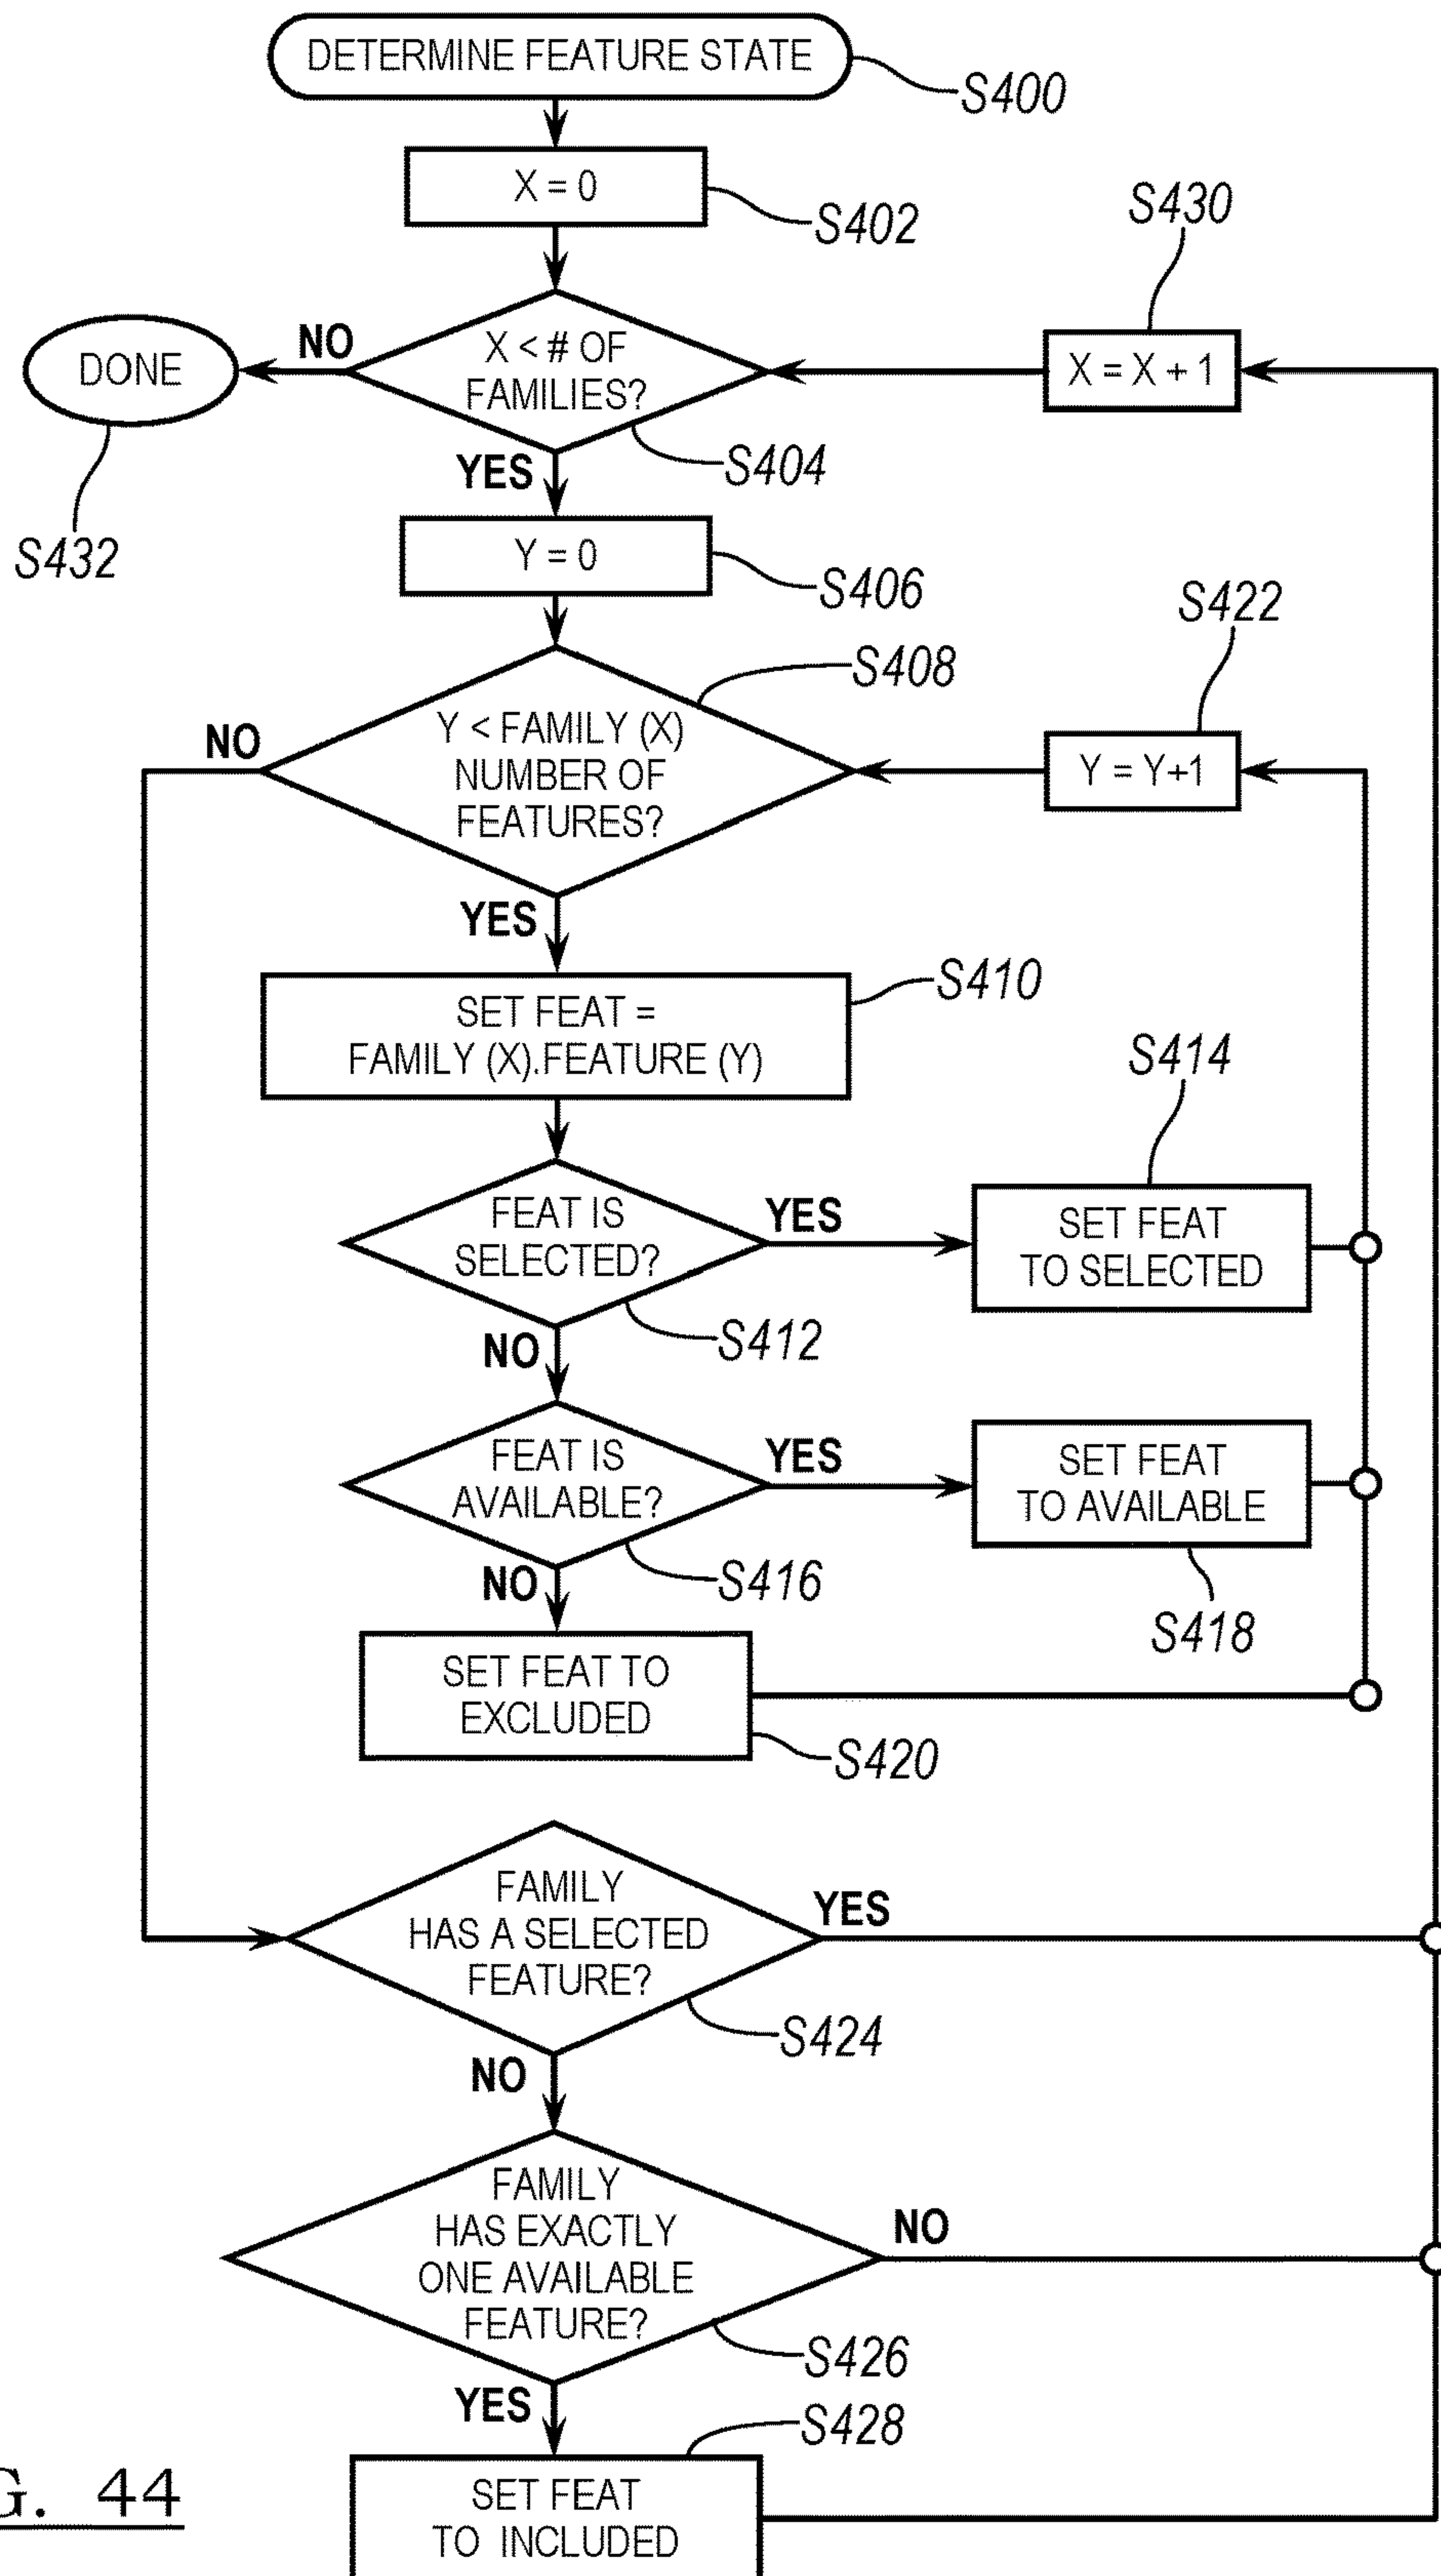 DETERMINE FEATURE STATE
S400
X = 0
S402
S430
X < # OF
FAMILIES?
NO
DONE
X = X + 1
S404
YES
S432
Y = 0
S406
S422
S408
Y < FAMILY (X)
NUMBER OF
FEATURES?
NO
Y = Y+1
YES
S410
SET FEAT =
FAMILY (X).FEATURE (Y)
S414
FEAT IS
SELECTED?
YES
SET FEAT
TO SELECTED
S412
NO
FEAT IS
AVAILABLE?
YES
SET FEAT
TO AVAILABLE
S416
NO
S418
SET FEAT TO
EXCLUDED
S420
FAMILY
HAS A SELECTED
FEATURE?
YES
S424
NO
FAMILY
HAS EXACTLY
ONE AVAILABLE
FEATURE?
NO
S426
YES
S428
SET FEAT
TO INCLUDED
G. 44